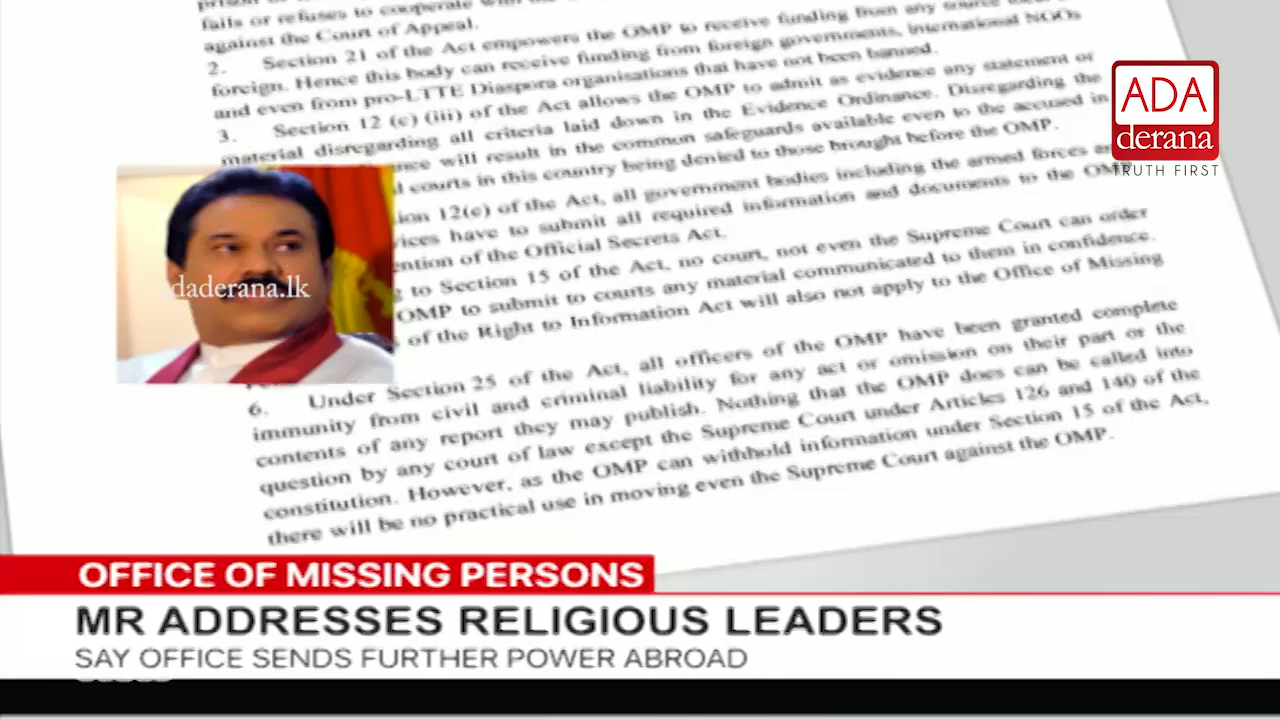 fails or refuses to cooperate with the
against the Court of Appeal.
2. Section 21 of the Act empowers the OMP to receive funding from any source
foreign. Hence this body can receive funding from foreign governments, international NGOs
and even from pro-LTTE Diaspora organisations that have not been banned.
3. Section 12 (c) (iii) of the Act allows the OMP to admit as evidence any statement or
material disregarding all criteria laid down in the Evidence Ordinance. Disregarding the
will result in the common safeguards available even to the accused in
courts in this country being denied to those brought before the OMP.
12(e) of the Act, all government bodies including the armed forces
have to submit all required information and documents to the OMP
of the Official Secrets Act.
to Section 15 of the Act, no court, not even the Supreme Court can order
OMP to submit to courts any material communicated to them in confidence.
of the Right to Information Act will also not apply to the Office of Missing
6. Under Section 25 of the Act, all officers of the OMP have been granted complete
immunity from civil and criminal liability for any act or omission on their part or the
contents of any report they may publish. Nothing that the OMP does can be called into
question by any court of law except the Supreme Court under Articles 126 and 140 of the
constitution. However, as the OMP can withhold information under Section 15 of the Act,
there will be no practical use in moving even the Supreme Court against the OMP.
adaderana.lk
ADA
derana
TRUTH FIRST
OFFICE OF MISSING PERSONS
MR ADDRESSES RELIGIOUS LEADERS
SAY OFFICE SENDS FURTHER POWER ABROAD